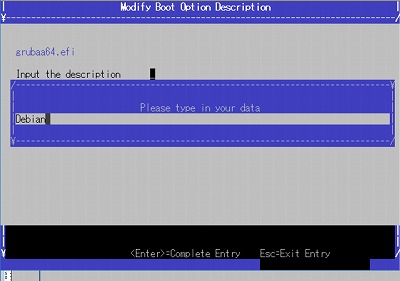 Modify Boot Option Description
grubaa64.efi
Input the description
Please type in your data
Debian
<Enter>=Complete Entry Esc=Exit Entry